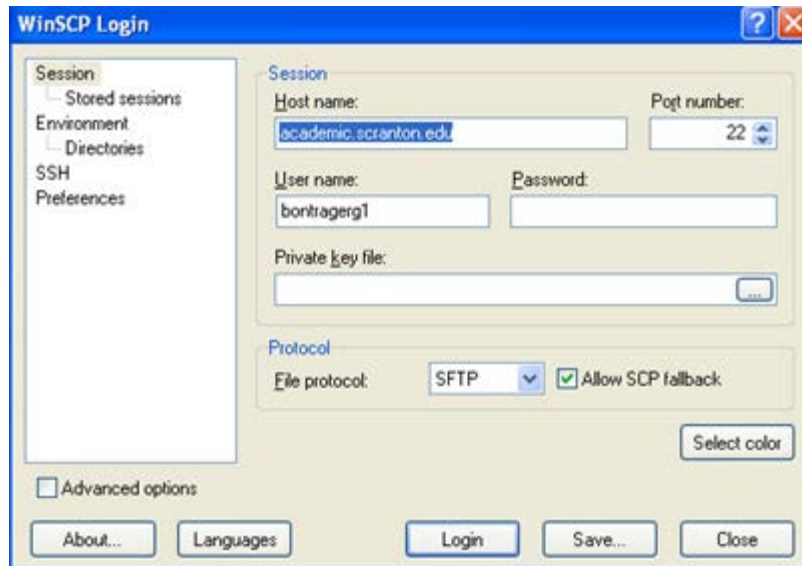 WinSCP Login
Session
Stored sessions
Environment
Directories
SSH
Preferences
Session
Host name:
Port number:
academic.scranton.edu
22
User name:
Password:
bontragerg1
Private key file:
...
Protocol
File protocol:
SFTP
Allow SCP fallback
Select color
Advanced options
About...
Languages
Login
Save...
Close